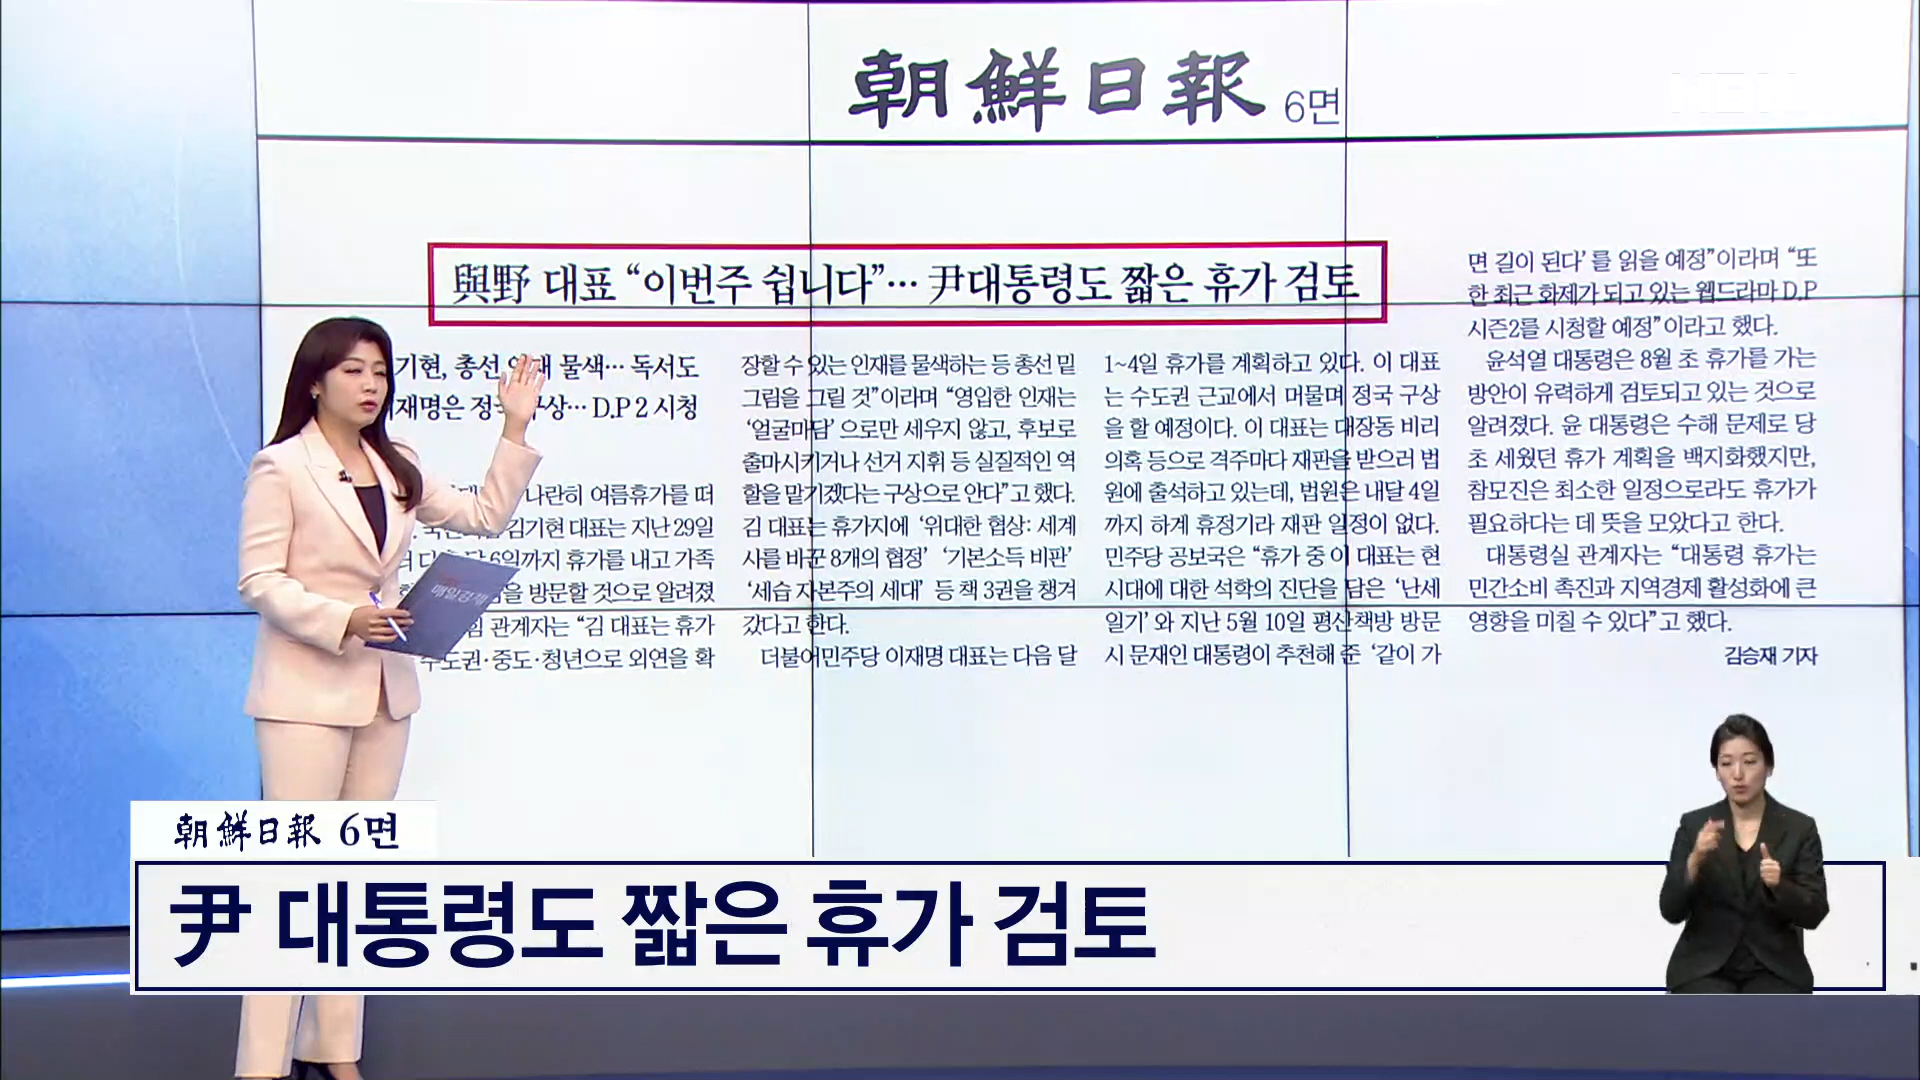 朝鮮日報 6면
MBN
與野 대표 “이번주 쉽니다”… 尹대통령도 짧은 휴가 검토
기현, 총선 인재 물색… 독서도
재명은 정국 구상… D.P 2 시청
나란히 여름휴가를 떠
김기현 대표는 지난 29일
6일까지 휴가를 내고 가족
을 방문할 것으로 알려졌
관계자는 “김 대표는 휴가
수도권·중도·청년으로 외연을 확
장할 수 있는 인재를 물색하는 등 총선 밑
그림을 그릴 것”이라며 “영입한 인재는
‘얼굴마담’으로만 세우지 않고, 후보로
출마시키거나 선거 지휘 등 실질적인 역
할을 맡기겠다는 구상으로 안다”고 했다.
김 대표는 휴가지에 ‘위대한 협상: 세계
사를 바꾼 8개의 협정’ ‘기본소득 비판’
‘세습 자본주의 세대’ 등 책 3권을 챙겨
갔다고 한다.
더불어민주당 이재명 대표는 다음 달
1~4일 휴가를 계획하고 있다. 이 대표
는 수도권 근교에서 머물며 정국 구상
을 할 예정이다. 이 대표는 대장동 비리
의혹 등으로 격주마다 재판을 받으러 법
원에 출석하고 있는데, 법원은 내달 4일
까지 하계 휴정기라 재판 일정이 없다.
민주당 공보국은 “휴가 중 이 대표는 현
시대에 대한 석학의 진단을 담은 ‘난세
일기’와 지난 5월 10일 평산책방 방문
시 문재인 대통령이 추천해 준 ‘같이 가
면 길이 된다’를 읽을 예정”이라며 “또
한 최근 화제가 되고 있는 웹드라마 D.P
시즌2를 시청할 예정”이라고 했다.
윤석열 대통령은 8월 초 휴가를 가는
방안이 유력하게 검토되고 있는 것으로
알려졌다. 윤 대통령은 수해 문제로 당
초 세웠던 휴가 계획을 백지화했지만,
참모진은 최소한 일정으로라도 휴가가
필요하다는 데 뜻을 모았다고 한다.
대통령실 관계자는 “대통령 휴가는
민간소비 촉진과 지역경제 활성화에 큰
영향을 미칠 수 있다”고 했다.
김승재 기자
매일경제
朝鮮日報 6면
尹 대통령도 짧은 휴가 검토